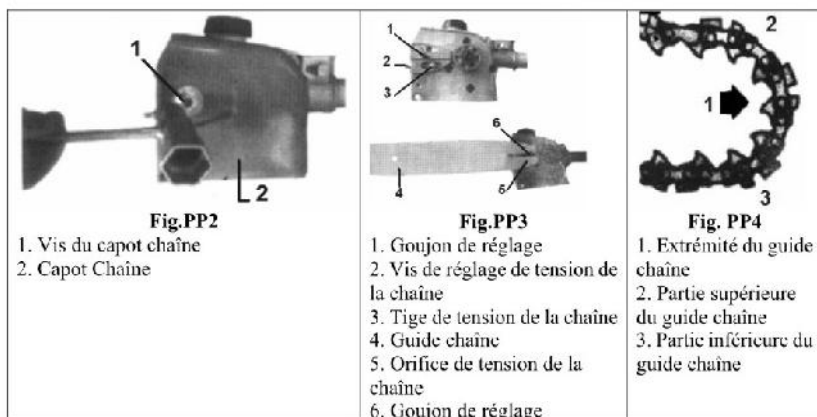 1
2
Fig.PP2
1. Vis du capot chaîne
2. Capot Chaîne
1
2
3
6
4
5
Fig.PP3
1. Goujon de réglage
2. Vis de réglage de tension de
la chaîne
3. Tige de tension de la chaîne
4. Guide chaîne
5. Orifice de tension de la
chaîne
6. Goujon de réglage
2
1
3
Fig. PP4
1. Extrémité du guide
chaîne
2. Partie supérieure
du guide chaîne
3. Partie inférieure du
guide chaîne